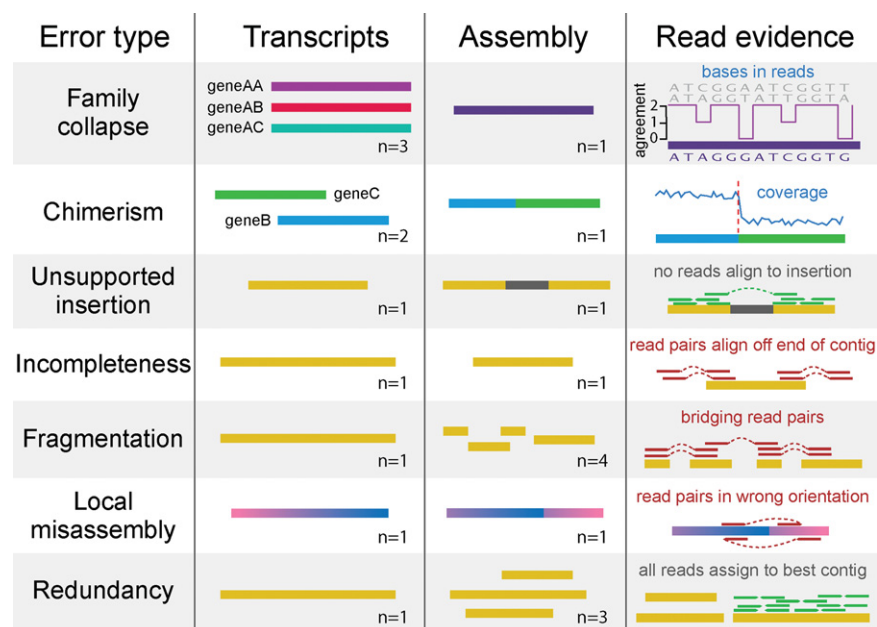 Error type Transcripts Assembly Read evidence
Family
collapse
geneAA
geneAB
geneAC
n=3
n=1
bases in reads
ATCGGAATCGGTT
ATAGGTATTGGTA
agreement
2
1
0
ATAGGGATCGGTG
Chimerism
geneC
geneB
n=2
n=1
coverage
Unsupported
insertion
n=1
n=1
no reads align to insertion
Incompleteness
n=1
n=1
read pairs align off end of contig
Fragmentation
n=1
n=4
bridging read pairs
Local
misassembly
n=1
n=1
read pairs in wrong orientation
Redundancy
n=1
n=3
all reads assign to best contig